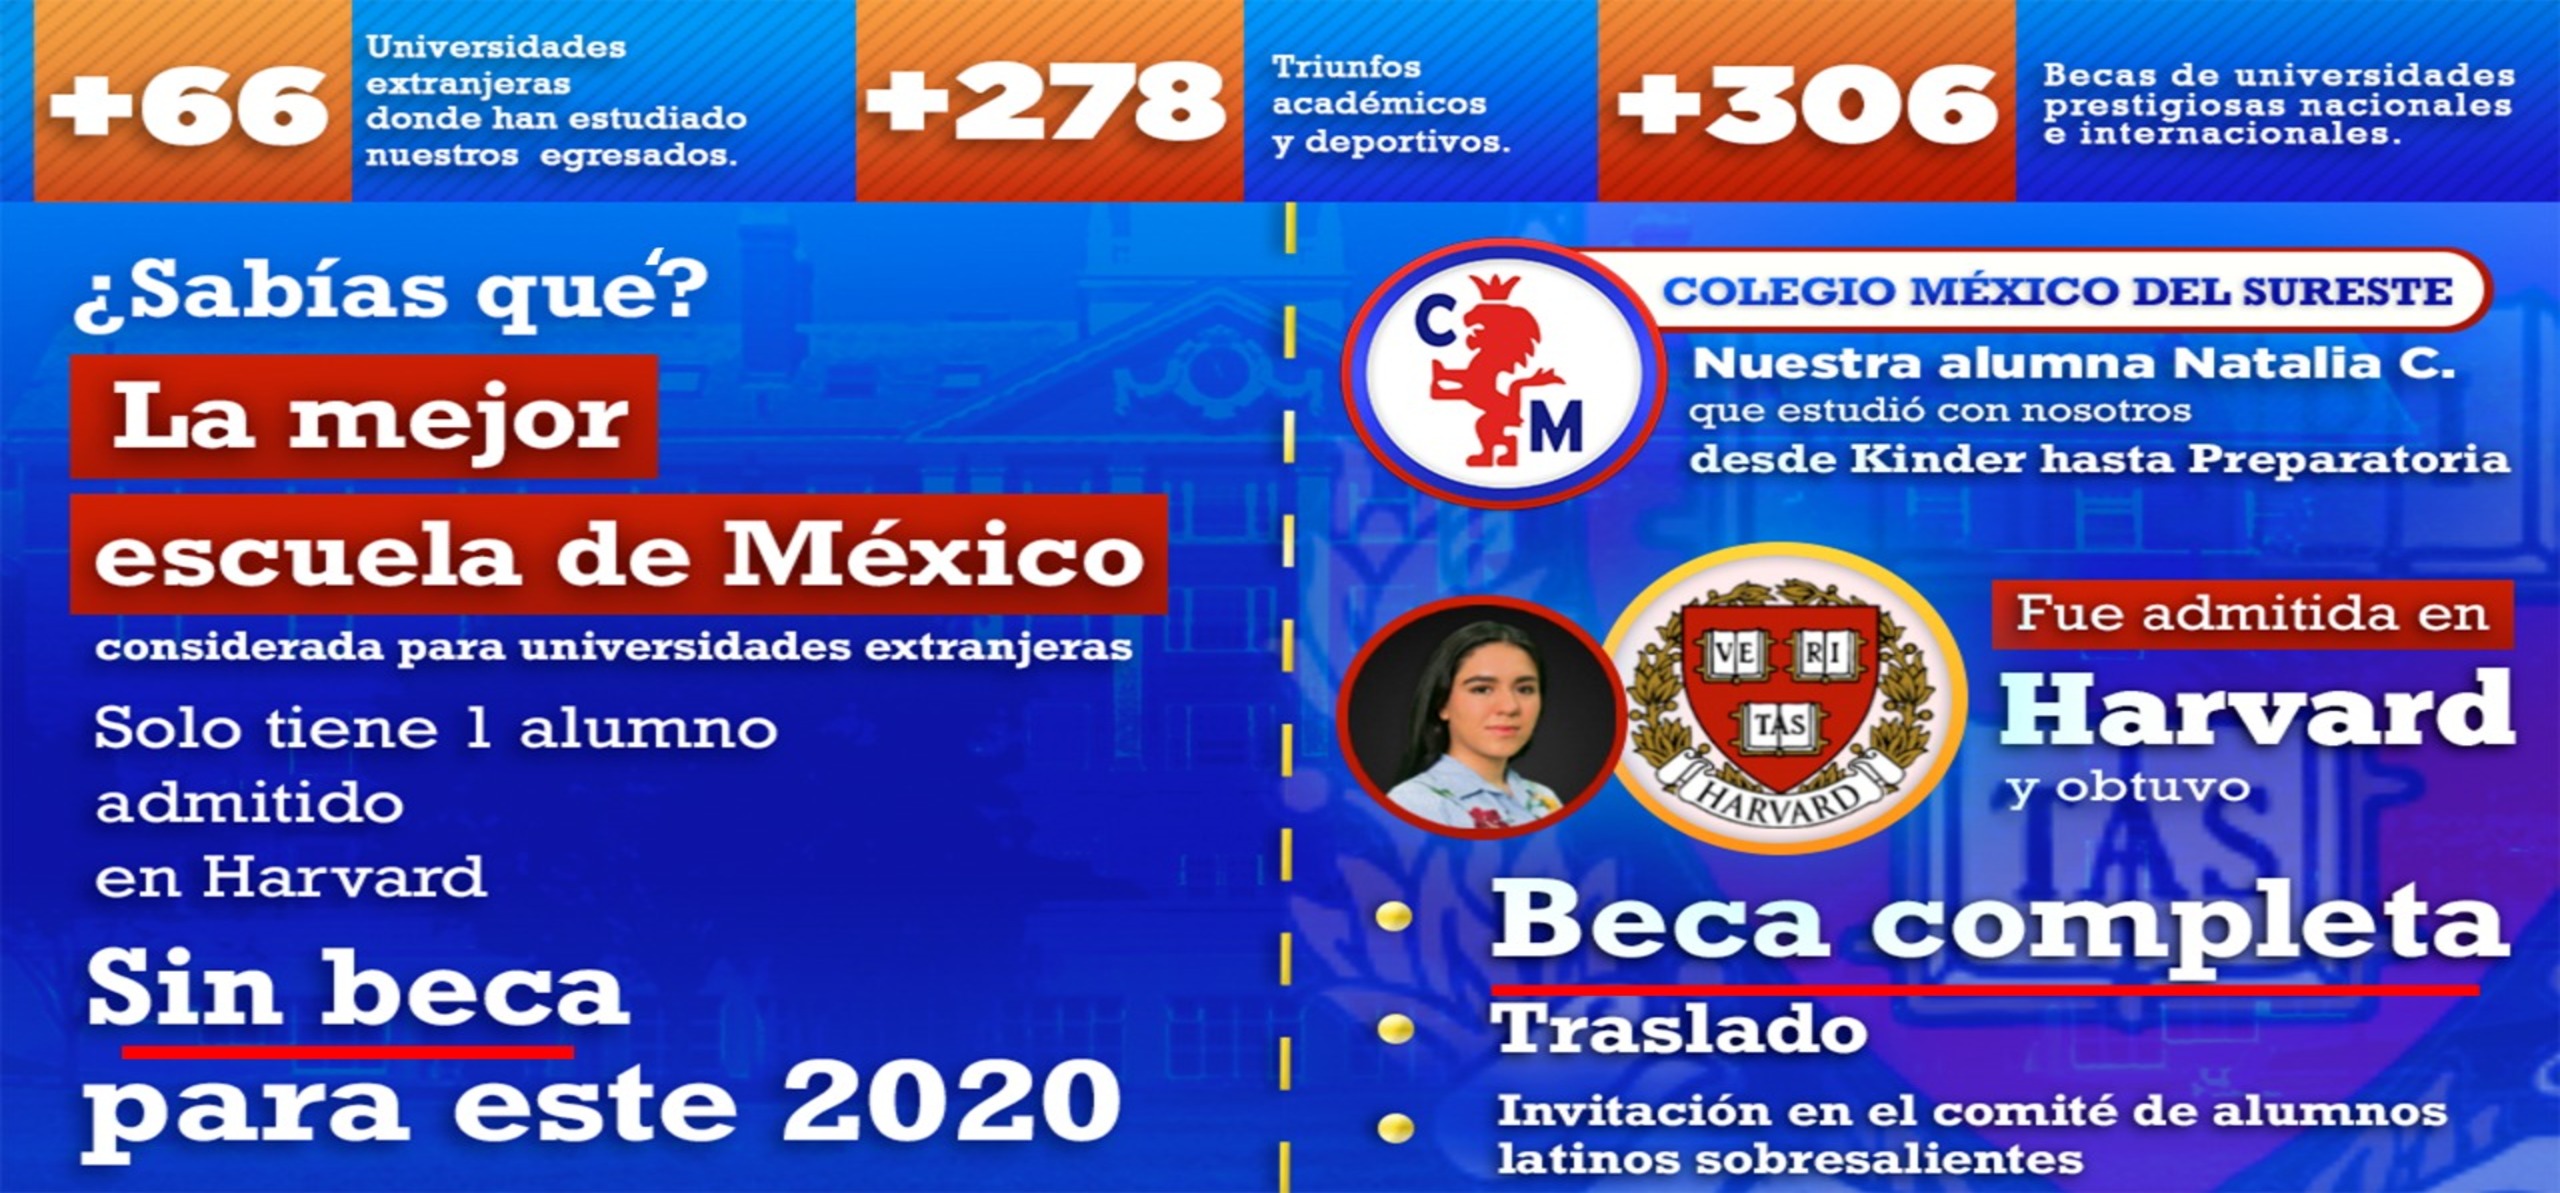 +66
Universidades
extranjeras
donde han estudiado
nuestros egresados.
+278
Triunfos
académicos
y deportivos.
+306
Becas de universidades
prestigiosas nacionales
e internacionales.
¿Sabías que´?
La mejor
escuela de México
considerada para universidades extranjeras
Solo tiene 1 alumno
admitido
en Harvard
Sin beca
para este 2020
C
M
COLEGIO MÉXICO DEL SURESTE
Nuestra alumna Natalia C.
que estudió con nosotros
desde Kinder hasta Preparatoria
VE RI
TAS
HARVARD
Fue admitida en
Harvard
y obtuvo
TAS
• Beca completa
• Traslado
• Invitación en el comité de alumnos
latinos sobresalientes